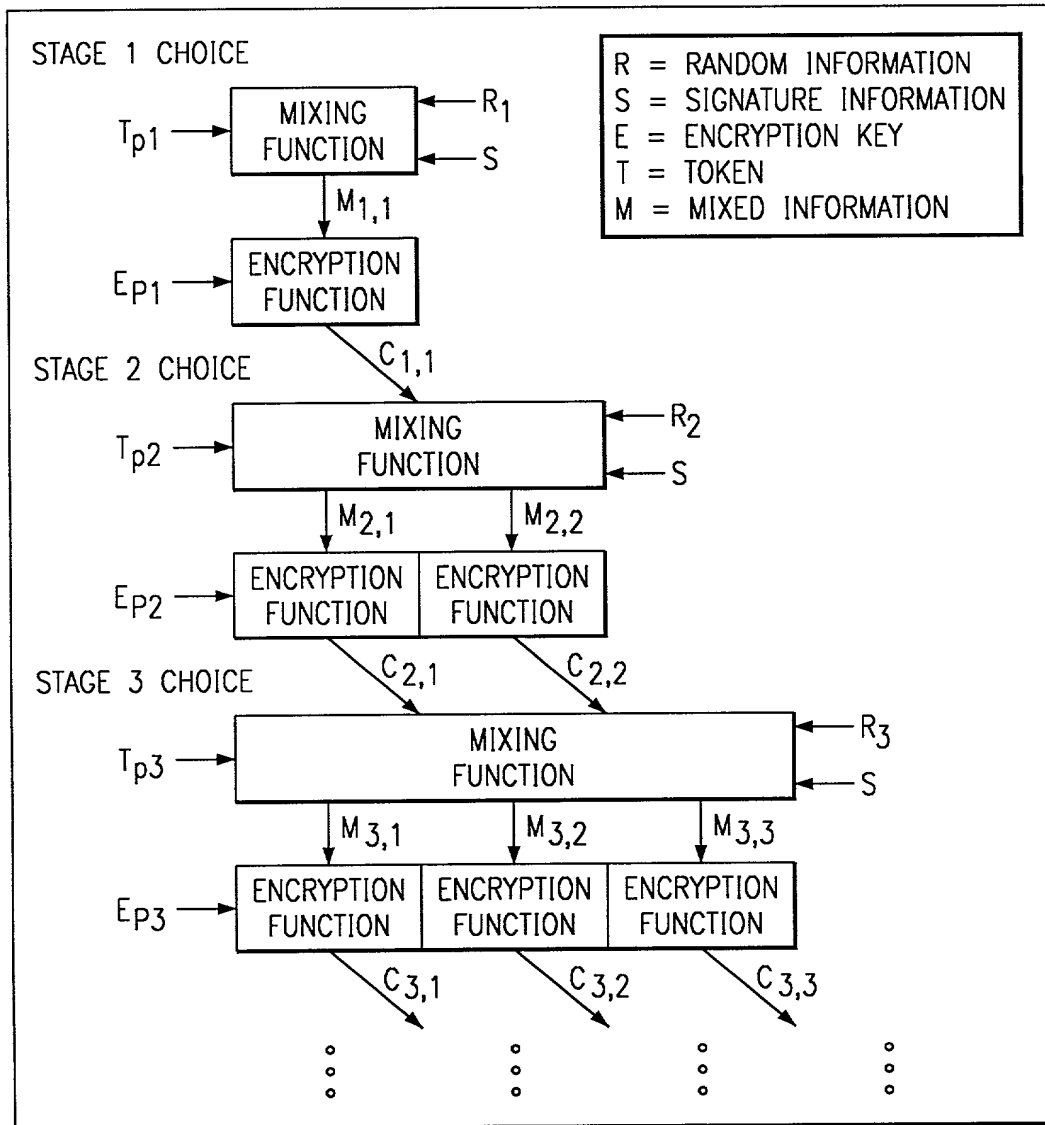 STAGE 1 CHOICE
R = RANDOM INFORMATION
S = SIGNATURE INFORMATION
E = ENCRYPTION KEY
T = TOKEN
M = MIXED INFORMATION
Tp1
MIXING
FUNCTION
R1
S
M1,1
EP1
ENCRYPTION
FUNCTION
C1,1
STAGE 2 CHOICE
Tp2
MIXING
FUNCTION
R2
S
M2,1
M2,2
EP2
ENCRYPTION
FUNCTION
ENCRYPTION
FUNCTION
C2,1
C2,2
STAGE 3 CHOICE
Tp3
MIXING
FUNCTION
R3
S
M3,1
M3,2
M3,3
EP3
ENCRYPTION
FUNCTION
ENCRYPTION
FUNCTION
ENCRYPTION
FUNCTION
C3,1
C3,2
C3,3